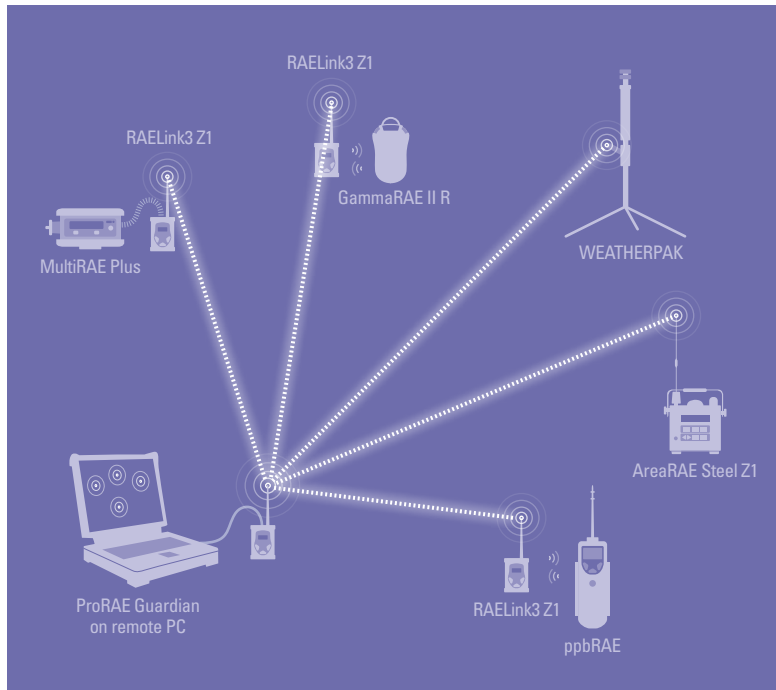 RAELink3 Z1
RAELink3 Z1
GammaRAE II R
MultiRAE Plus
WEATHERPAK
AreaRAE Steel Z1
ProRAE Guardian
on remote PC
RAELink3 Z1
ppbRAE